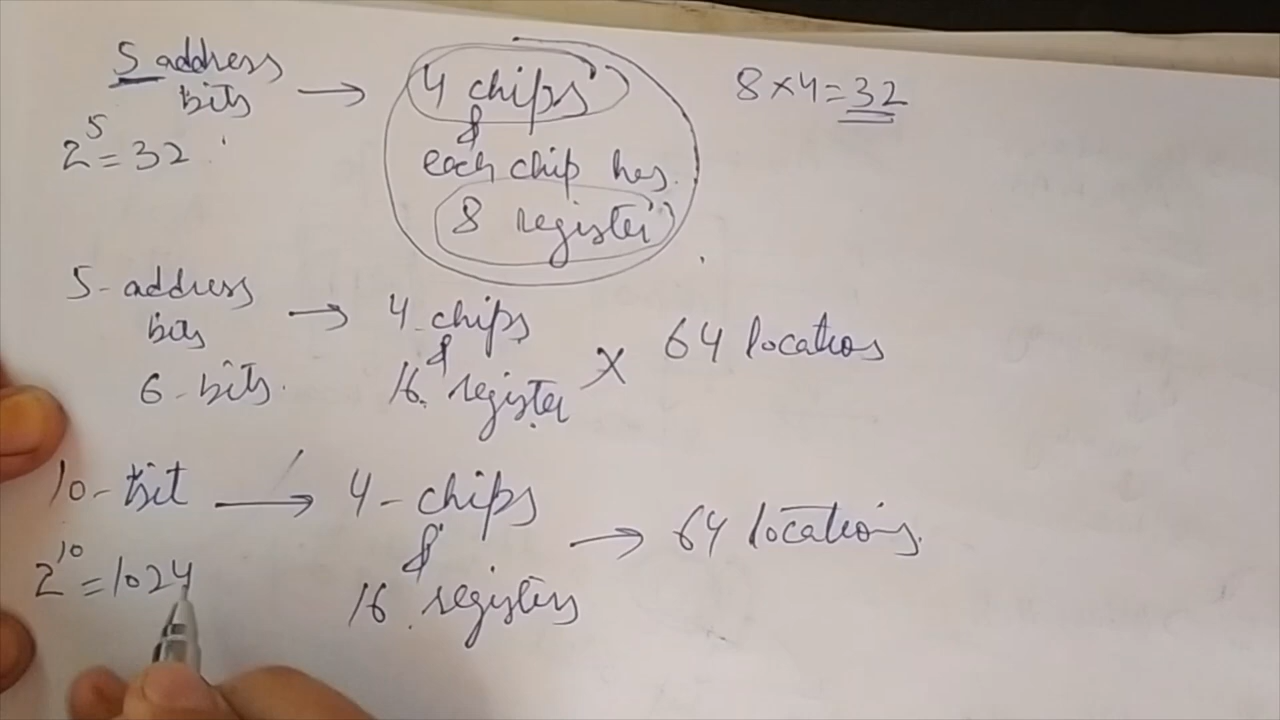 5 address bits → 4 chips & each chip has 8 register 8×4=32
2^5=32
5-address bits → 4-chips & 16 register × 64 locations
6-bits.
10-bit → 4-chips & 16 registers → 64 locations.
2^10=1024